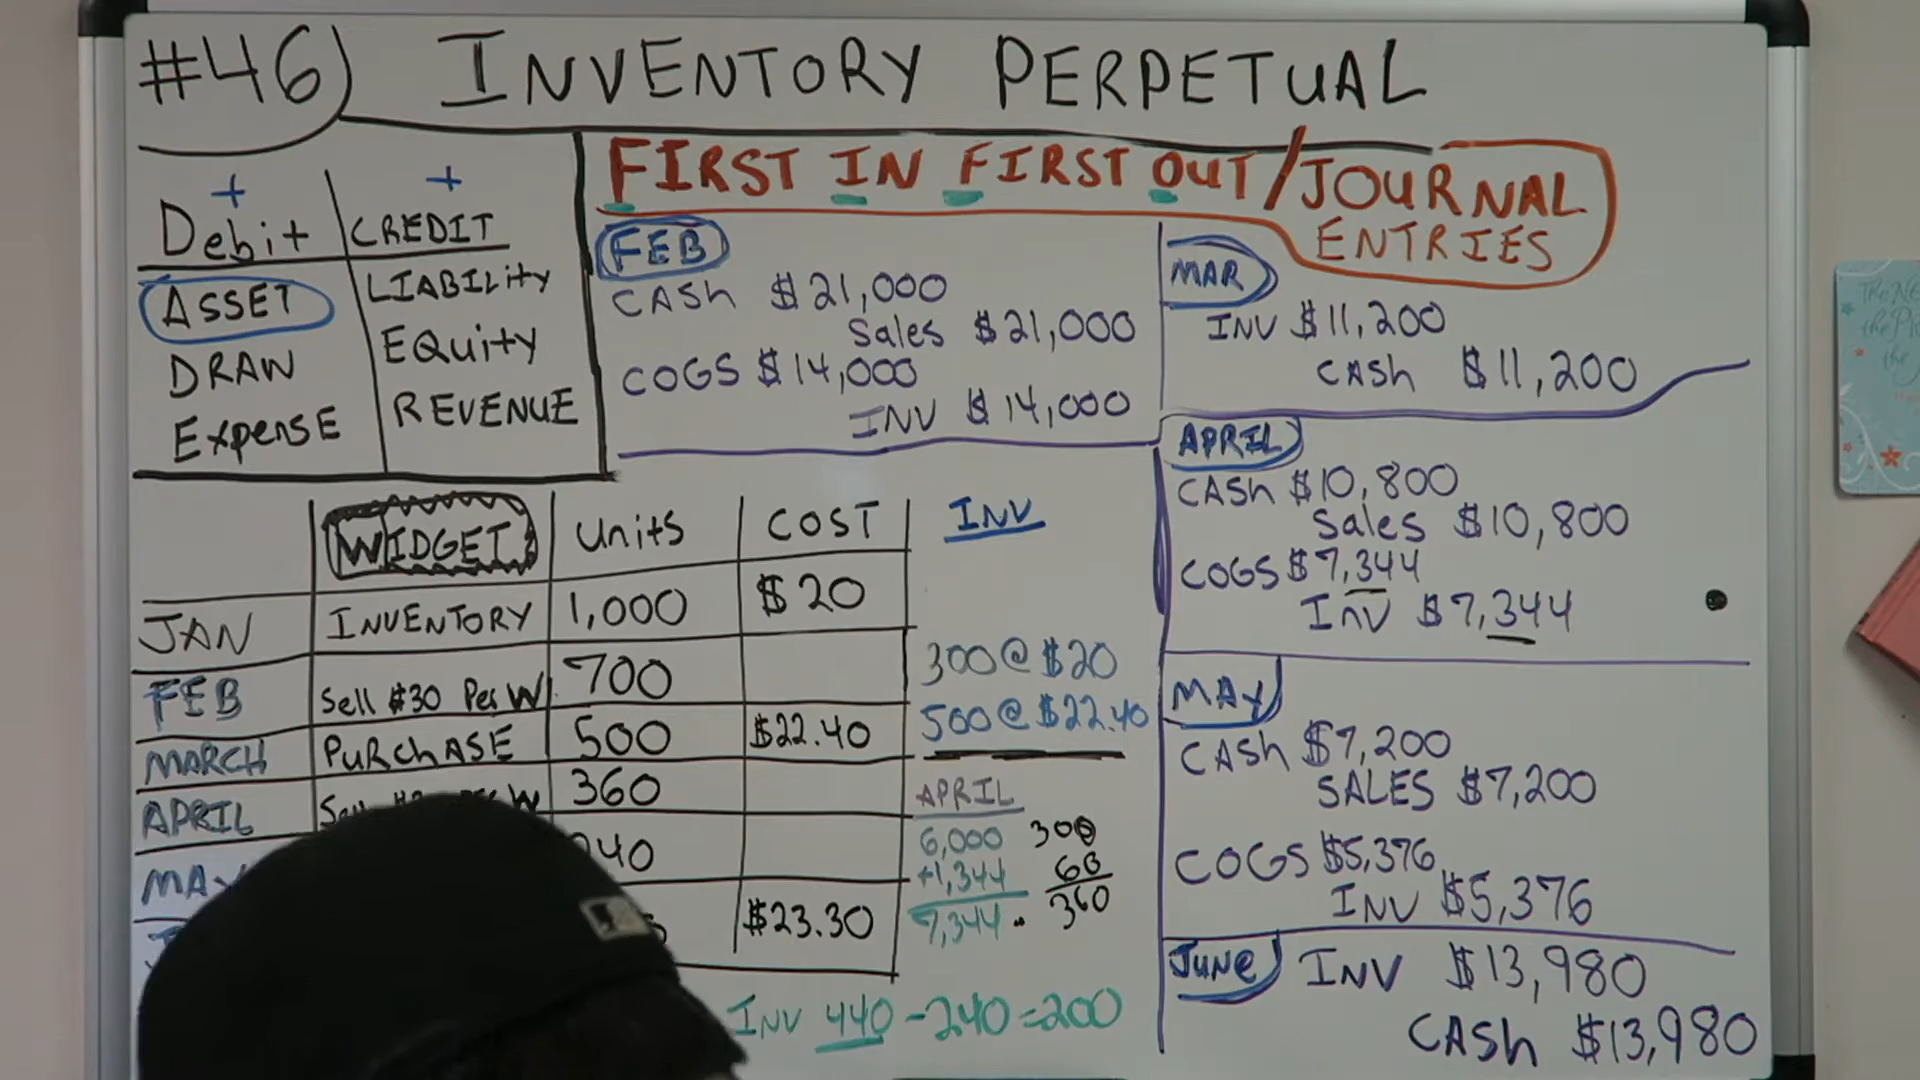 #46) INVENTORY PERPETUAL
+ +
Debit CREDIT
ASSET LIABILity
DRAW EQuity
ExpenSE REVENUE
FIRST IN FIRST OUT / JOURNAL
ENTRIES
FEB
CASh $21,000
Sales $21,000
COGS $14,000
INV $14,000
MAR
INV $11,200
CASh $11,200
APRIL
CASh $10,800
Sales $10,800
COGS $7,344
INV $7,344
MAY
CASh $7,200
SALES $7,200
COGS $5,376
INV $5,376
JUNE INV $13,980
CASh $13,980
WIDGET Units COST
JAN INVENTORY 1,000 $20
FEB Sell $30 Per W 700
MARCH PuRChASE 500 $22.40
APRIL W 360
MAY 40
$23.30
INV
300@$20
500@$22.40
APRIL
6,000 300
+1,344 60
7,344 360
INV 440-240=200